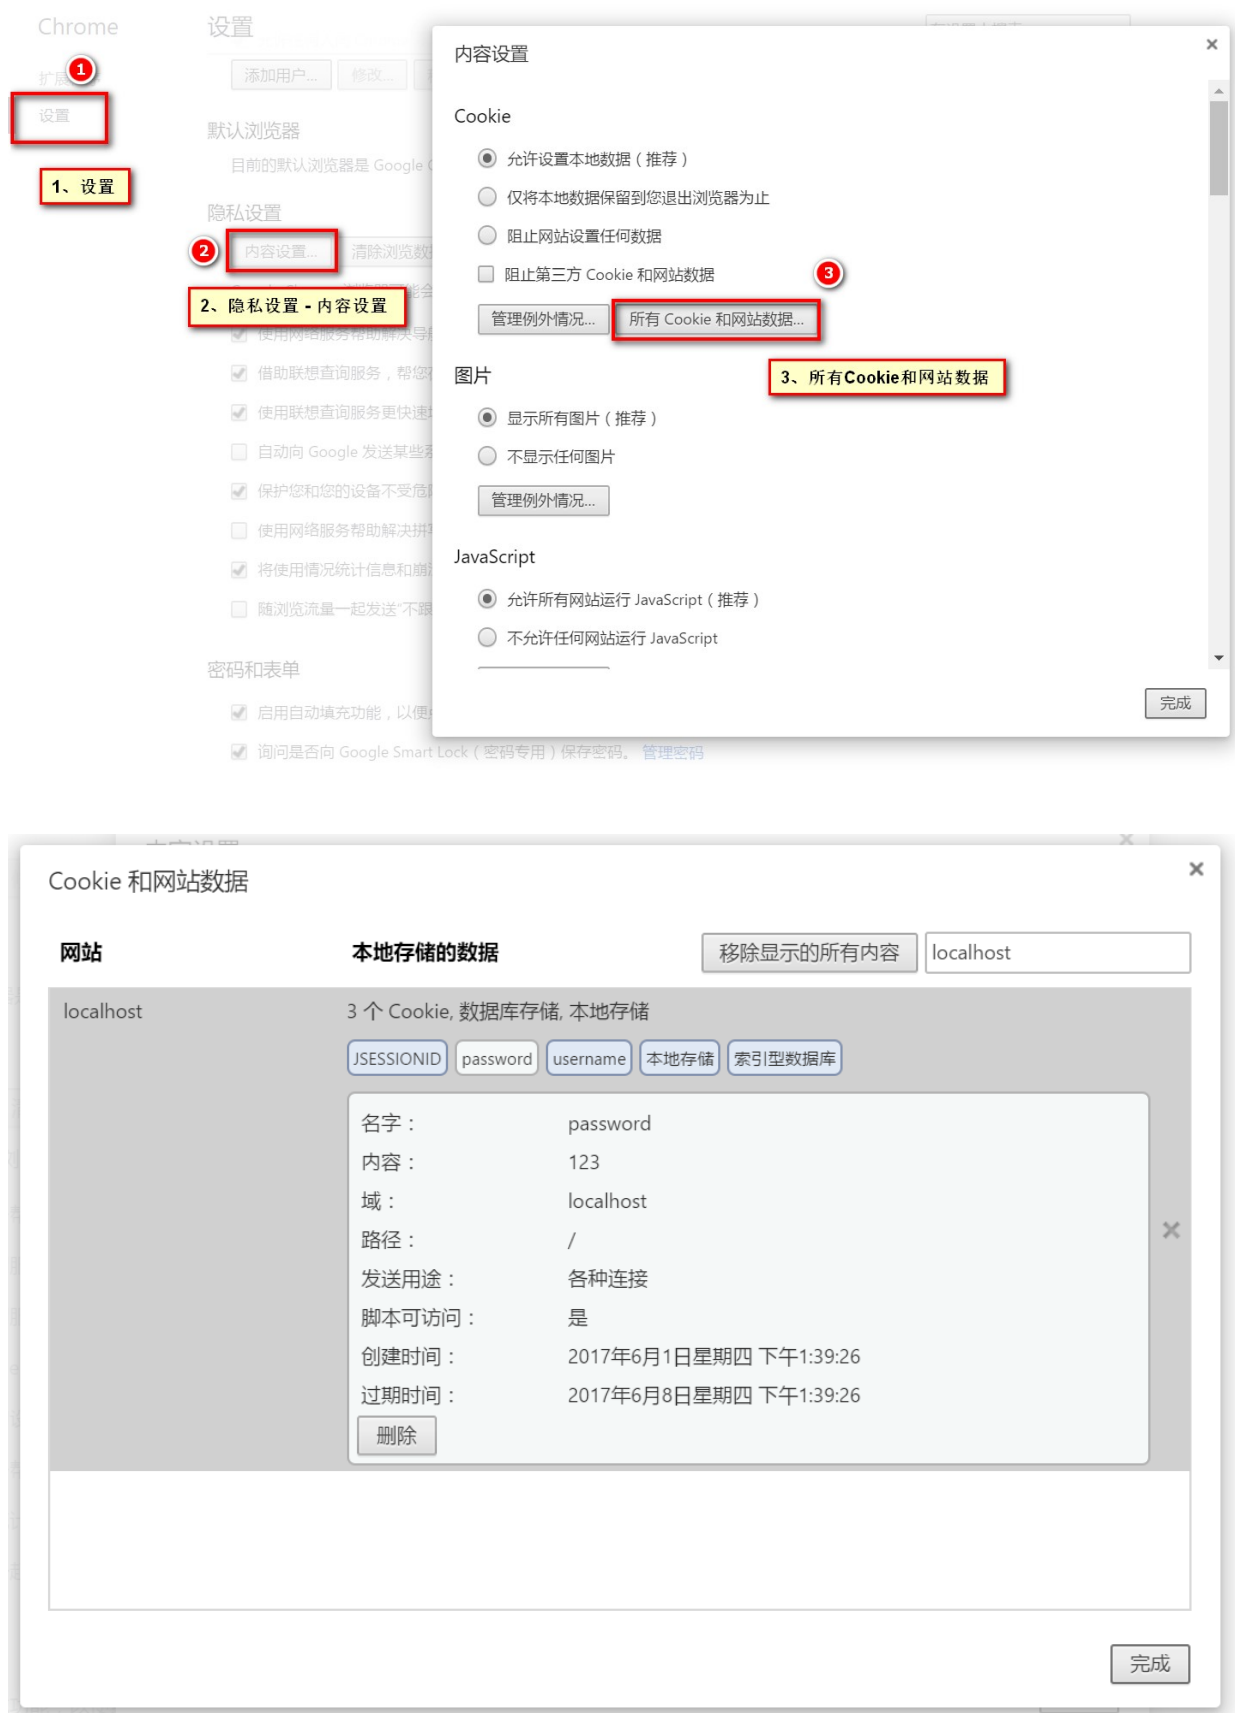 Chrome
设置
添加用户...
修改...
扩展
设置
1
默认浏览器
目前的默认浏览器是 Google
1、设置
隐私设置
2
内容设置...
清除浏览数据
2、隐私设置 - 内容设置
使用网络服务帮助解决导航
借助联想查询服务，帮您
使用联想查询服务更快速
自动向 Google 发送某些
保护您和您的设备不受危
使用网络服务帮助解决拼
将使用情况统计信息和崩
随浏览流量一起发送"不跟
密码和表单
启用自动填充功能，以便
询问是否向 Google Smart Lock（密码专用）保存密码。 管理密码
内容设置
Cookie
允许设置本地数据（推荐）
仅将本地数据保留到您退出浏览器为止
阻止网站设置任何数据
阻止第三方 Cookie 和网站数据
3
管理例外情况...
所有 Cookie 和网站数据...
3、所有Cookie和网站数据
图片
显示所有图片（推荐）
不显示任何图片
管理例外情况...
JavaScript
允许所有网站运行 JavaScript（推荐）
不允许任何网站运行 JavaScript
完成
Cookie 和网站数据
网站
本地存储的数据
移除显示的所有内容
localhost
localhost
3 个 Cookie, 数据库存储, 本地存储
JSESSIONID
password
username
本地存储
索引型数据库
名字： password
内容： 123
域： localhost
路径： /
发送用途： 各种连接
脚本可访问： 是
创建时间： 2017年6月1日星期四 下午1:39:26
过期时间： 2017年6月8日星期四 下午1:39:26
删除
完成